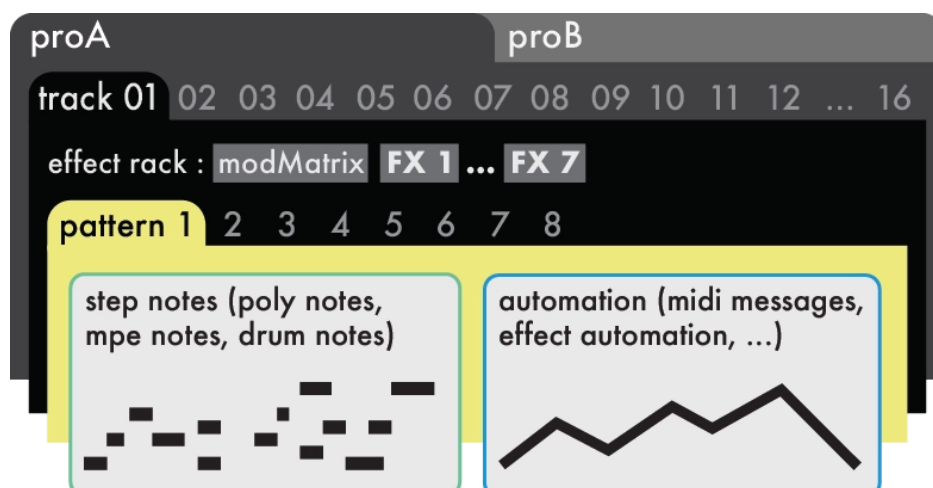 proA proB
track 01 02 03 04 05 06 07 08 09 10 11 12 ... 16
effect rack : modMatrix FX 1 ... FX 7
pattern 1 2 3 4 5 6 7 8
step notes (poly notes,
mpe notes, drum notes)
automation (midi messages,
effect automation, ...)